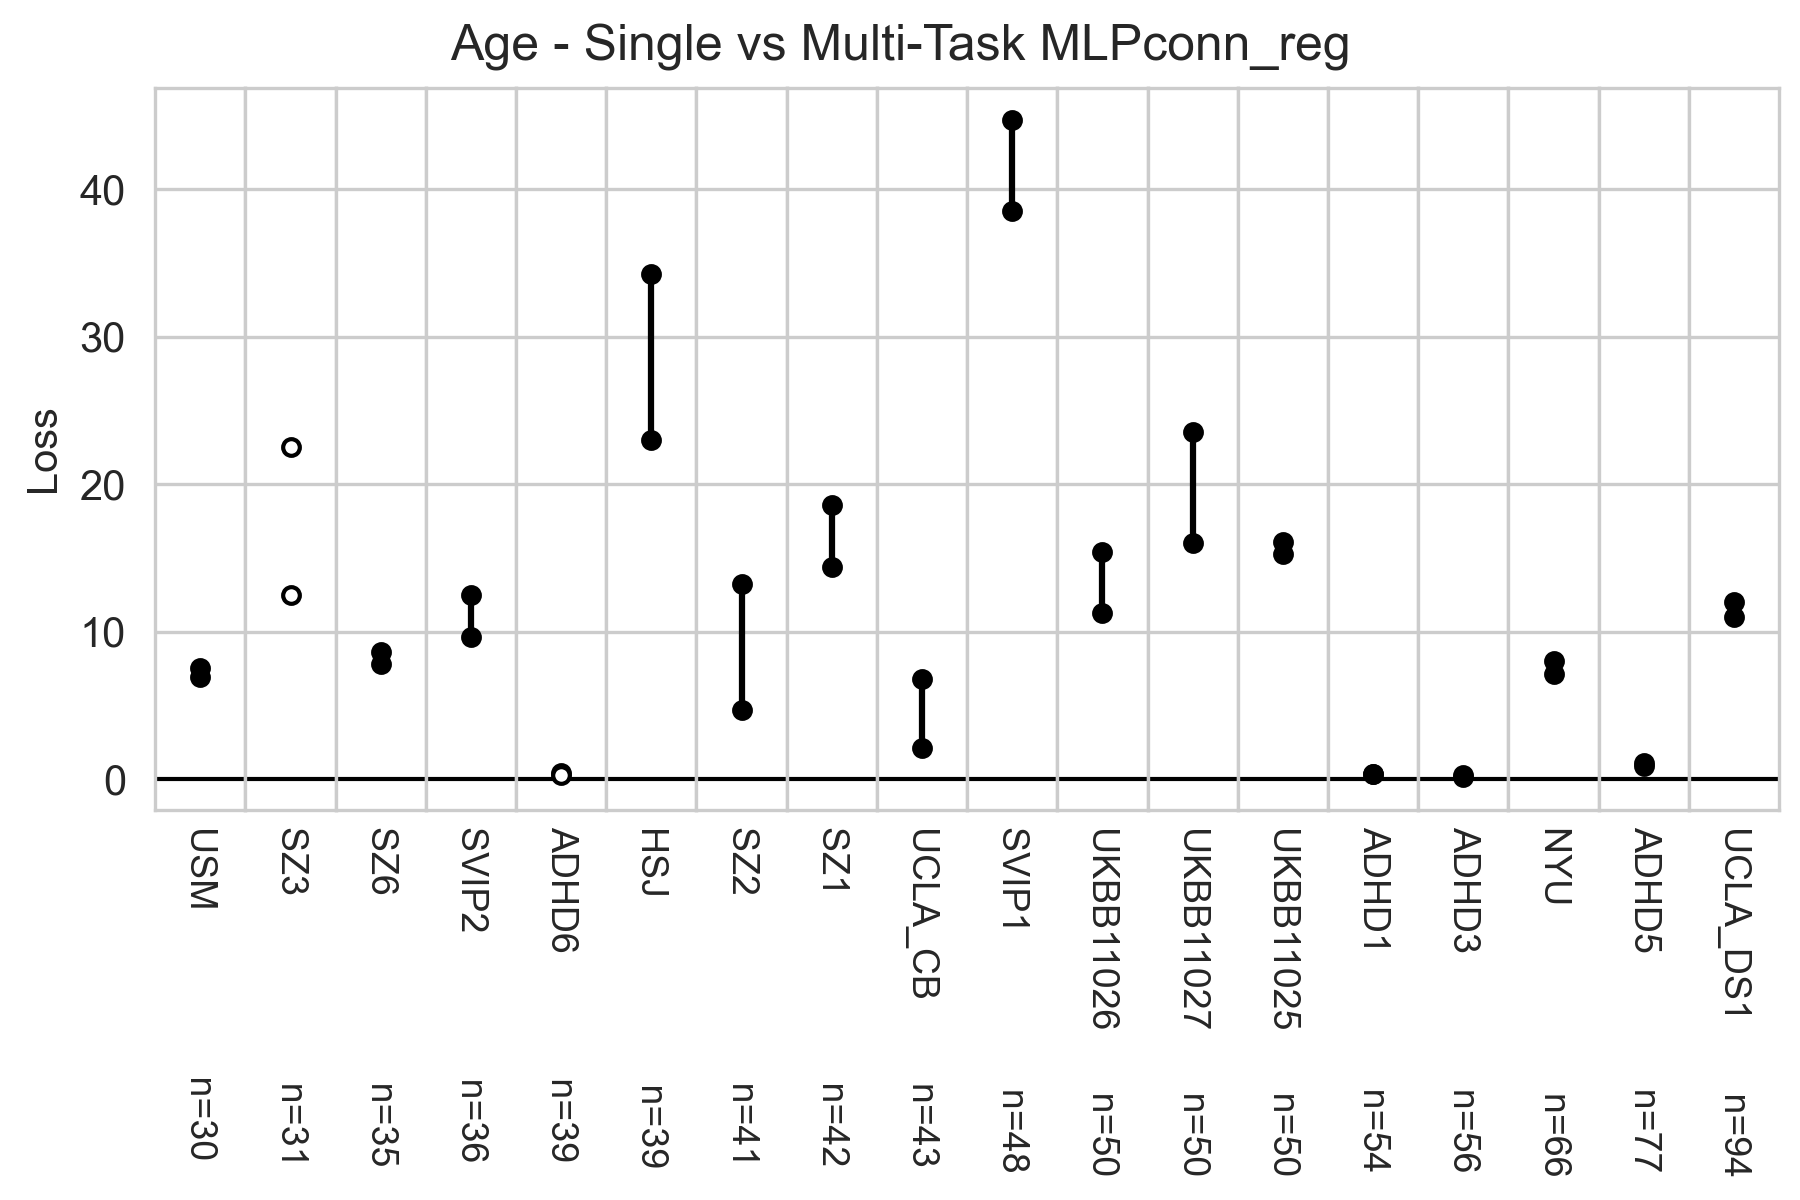 Age - Single vs Multi-Task MLPconn_reg
Loss
40
30
20
10
0
USM n=30
SZ3 n=31
SZ6 n=35
SVIP2 n=36
ADHD6 n=39
HSJ n=39
SZ2 n=41
SZ1 n=42
UCLA_CB n=43
SVIP1 n=48
UKBB11026 n=50
UKBB11027 n=50
UKBB11025 n=50
ADHD1 n=54
ADHD3 n=56
NYU n=66
ADHD5 n=77
UCLA_DS1 n=94